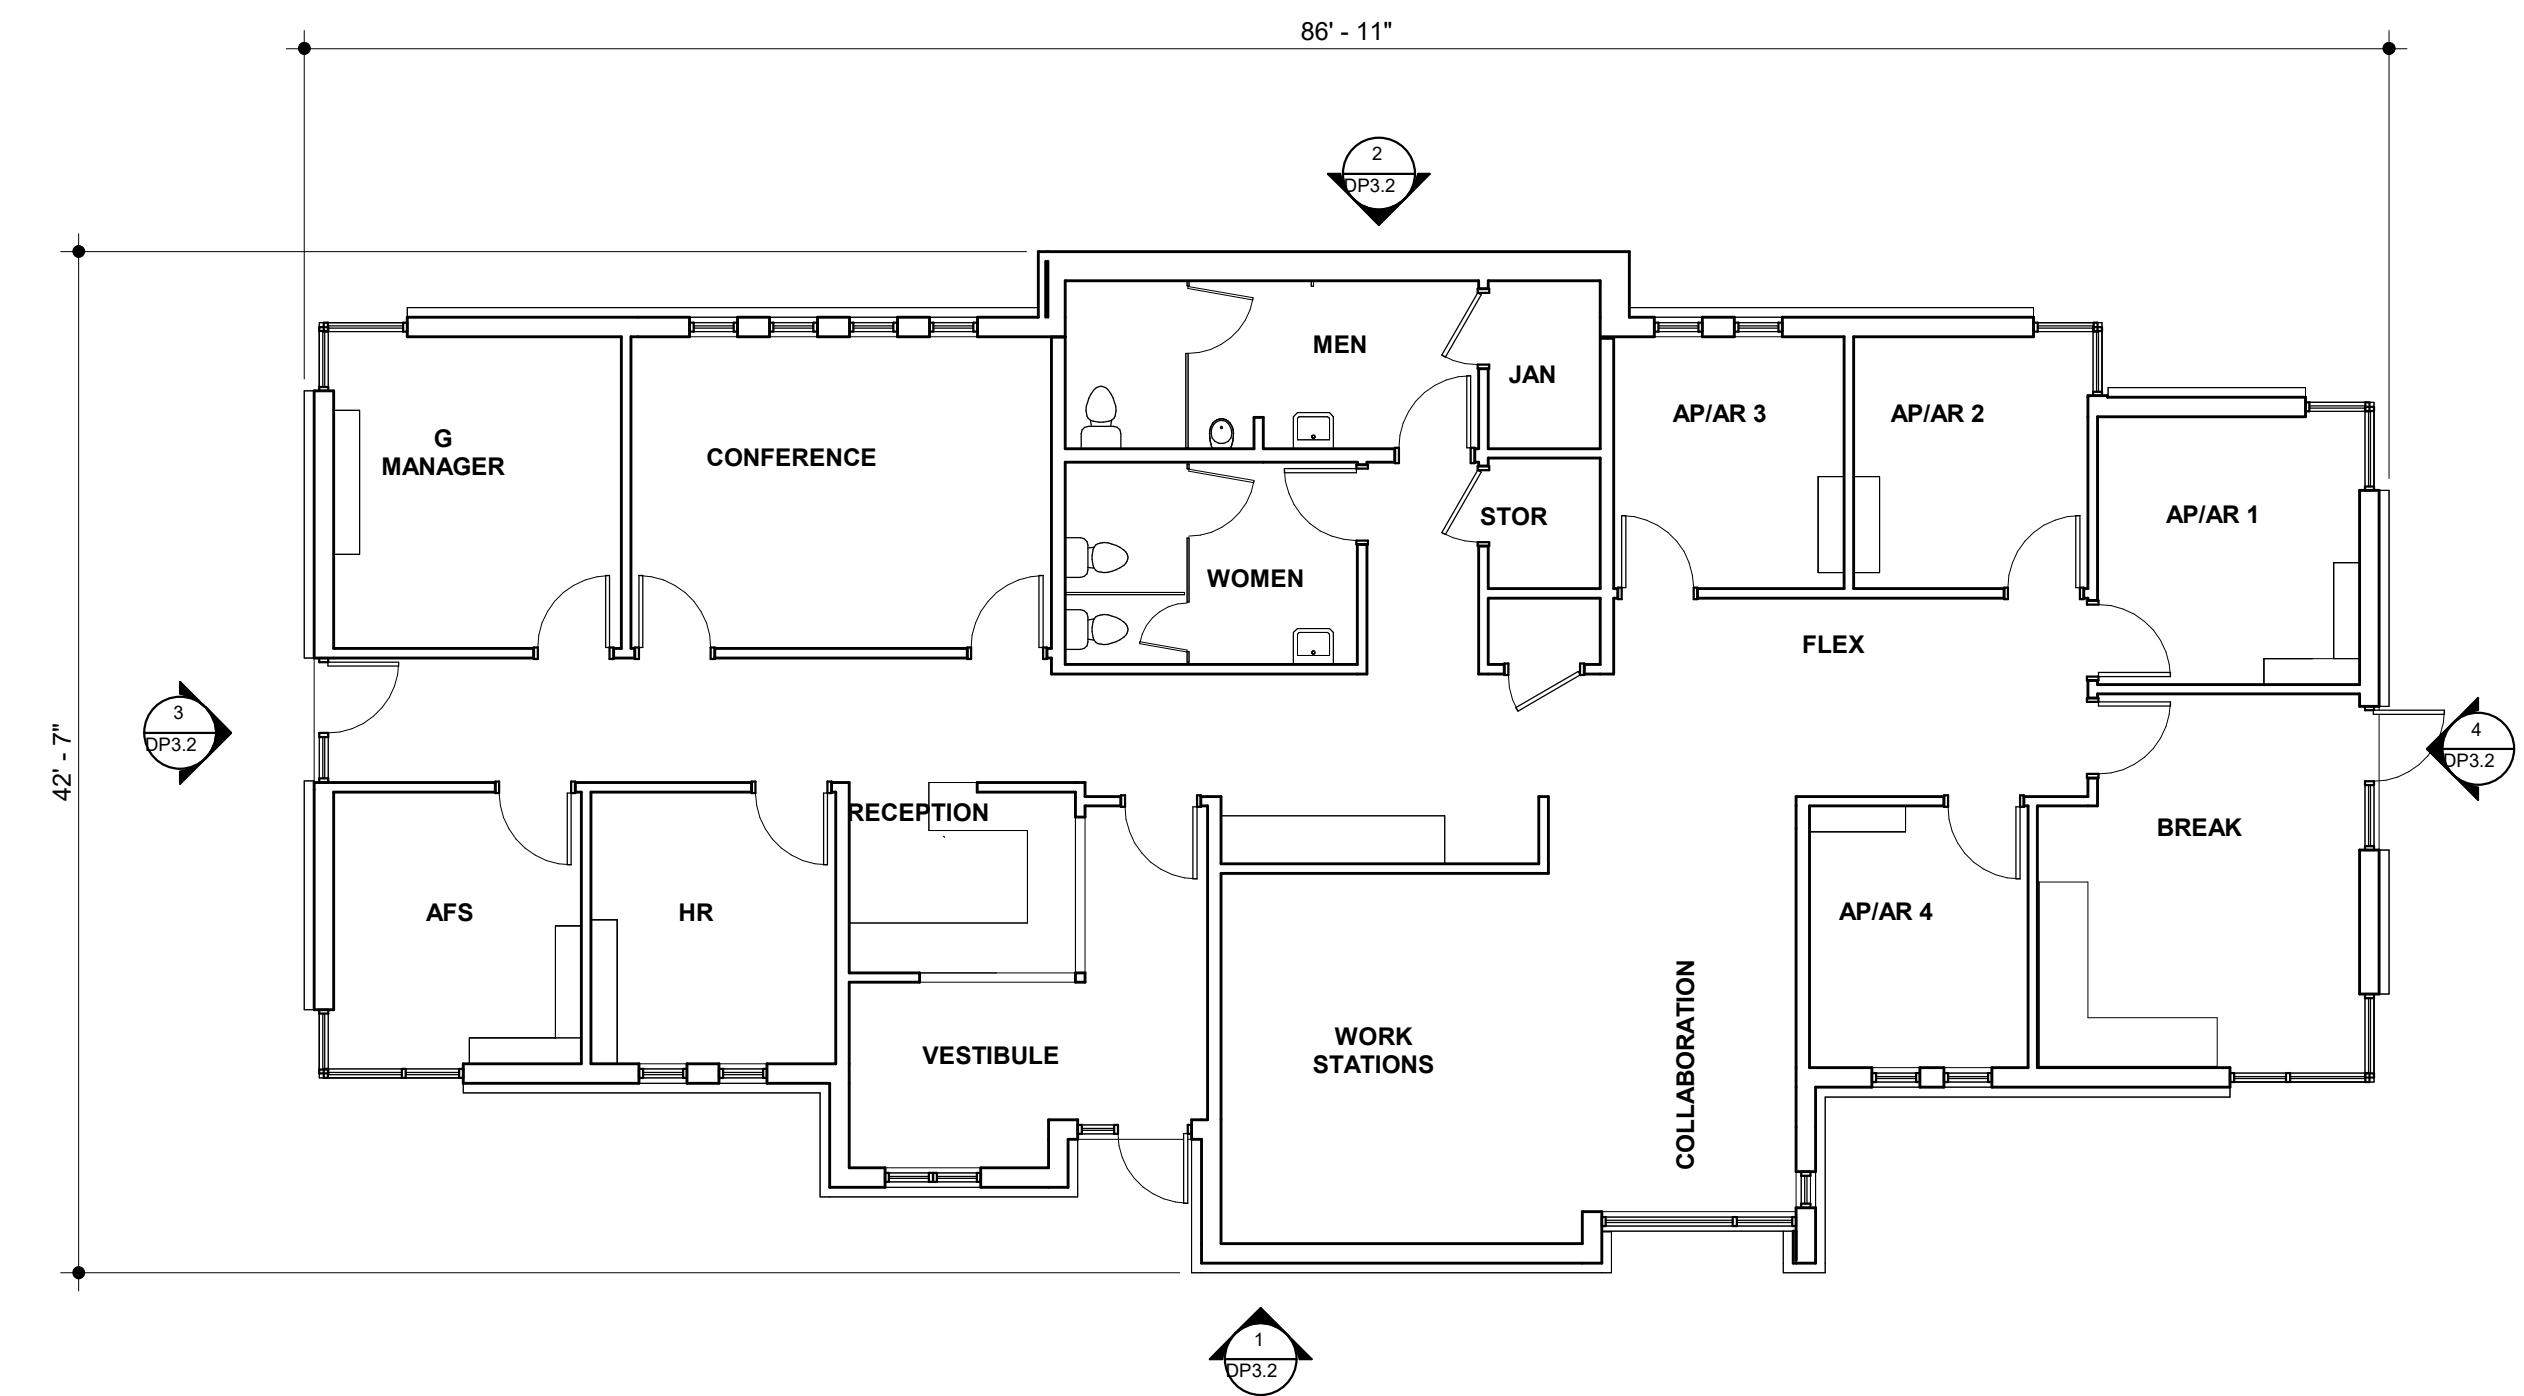 86' - 11"
2
DP3.2
MEN
JAN
AP/AR 3
AP/AR 2
G
MANAGER
CONFERENCE
STOR
AP/AR 1
WOMEN
FLEX
3
DP3.2
42' - 7"
4
DP3.2
RECEPTION
BREAK
AFS
HR
AP/AR 4
WORK
STATIONS
VESTIBULE
COLLABORATION
1
DP3.2